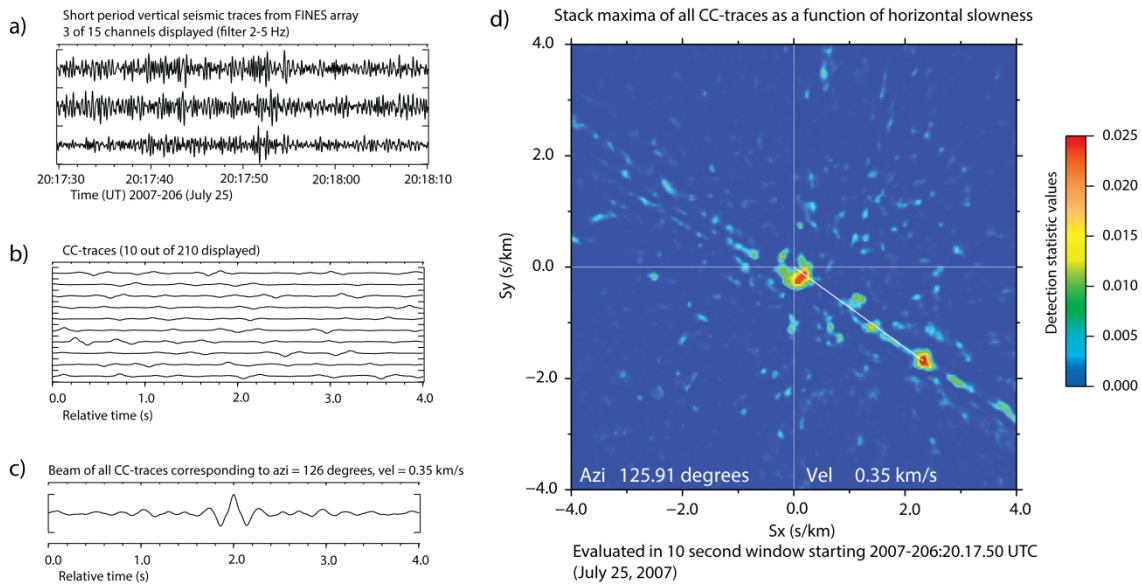 a)
Short period vertical seismic traces from FINES array
3 of 15 channels displayed (filter 2-5 Hz)
20:17:30 20:17:40 20:17:50 20:18:00 20:18:10
Time (UT) 2007-206 (July 25)
b)
CC-traces (10 out of 210 displayed)
0.0 1.0 2.0 3.0 4.0
Relative time (s)
c)
Beam of all CC-traces corresponding to azi = 126 degrees, vel = 0.35 km/s
0.0 1.0 2.0 3.0 4.0
Relative time (s)
d)
Stack maxima of all CC-traces as a function of horizontal slowness
4.0
2.0
0.0
−2.0
−4.0
Sy (s/km)
Azi 125.91 degrees Vel 0.35 km/s
−4.0 −2.0 0.0 2.0 4.0
Sx (s/km)
Evaluated in 10 second window starting 2007-206:20.17.50 UTC
(July 25, 2007)
Detection statistic values
0.025
0.020
0.015
0.010
0.005
0.000